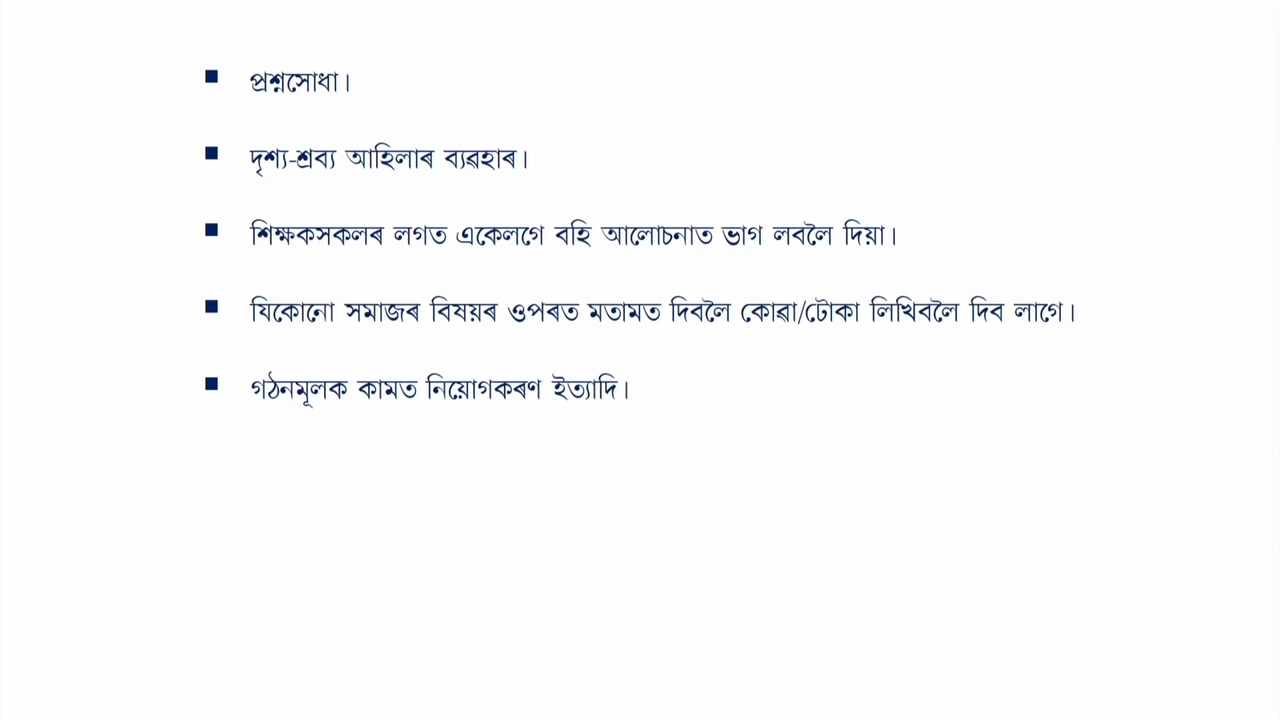 ▪ প্ৰশ্নসোধা।
▪ দৃশ্য-শ্ৰব্য আহিলাৰ ব্যৱহাৰ।
▪ শিক্ষকসকলৰ লগত একেলগে বহি আলোচনাত ভাগ লবলৈ দিয়া।
▪ যিকোনো সমাজৰ বিষয়ৰ ওপৰত মতামত দিবলৈ কোৱা/টোকা লিখিবলৈ দিব লাগে।
▪ গঠনমূলক কামত নিয়োগকৰণ ইত্যাদি।